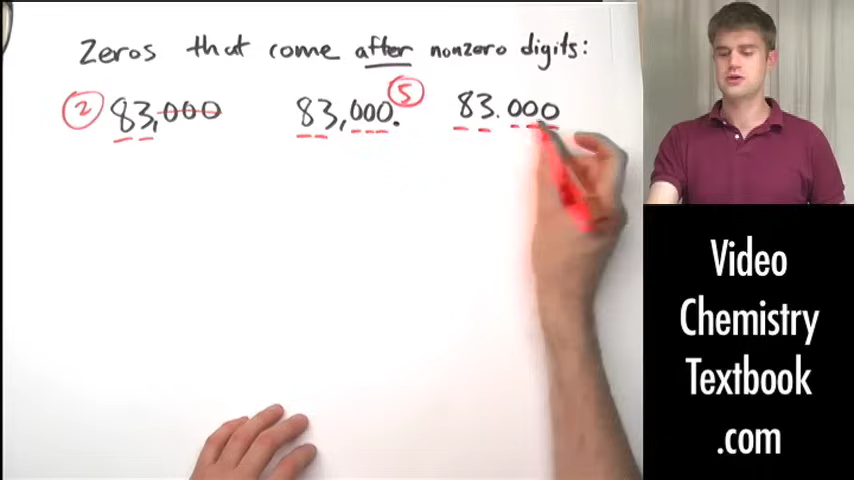 Zeros that come after nonzero digits:
② 83,000 83,000. ⑤ 83.000
Video
Chemistry
Textbook
.com